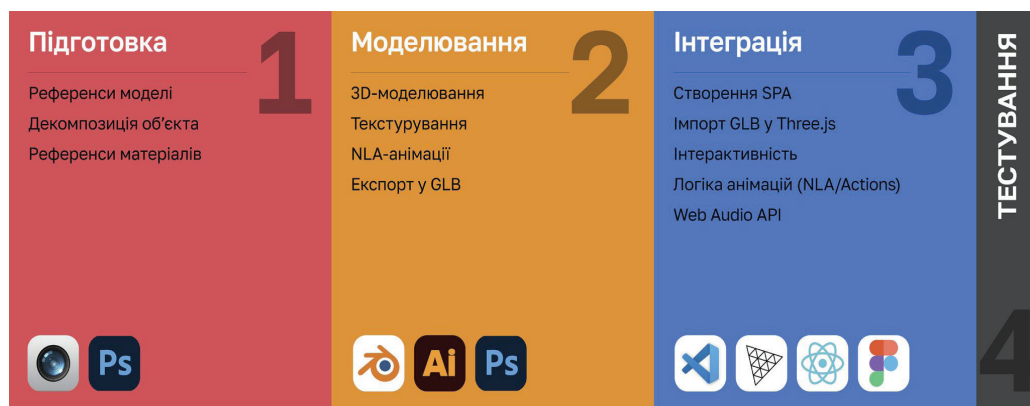 Підготовка
1
Референси моделі
Декомпозиція об’єкта
Референси матеріалів
Ps
Моделювання
2
3D-моделювання
Текстурування
NLA-анімації
Експорт у GLB
Ai
Ps
Інтеграція
3
Створення SPA
Імпорт GLB у Three.js
Інтерактивність
Логіка анімацій (NLA/Actions)
Web Audio API
ТЕСТУВАННЯ
4